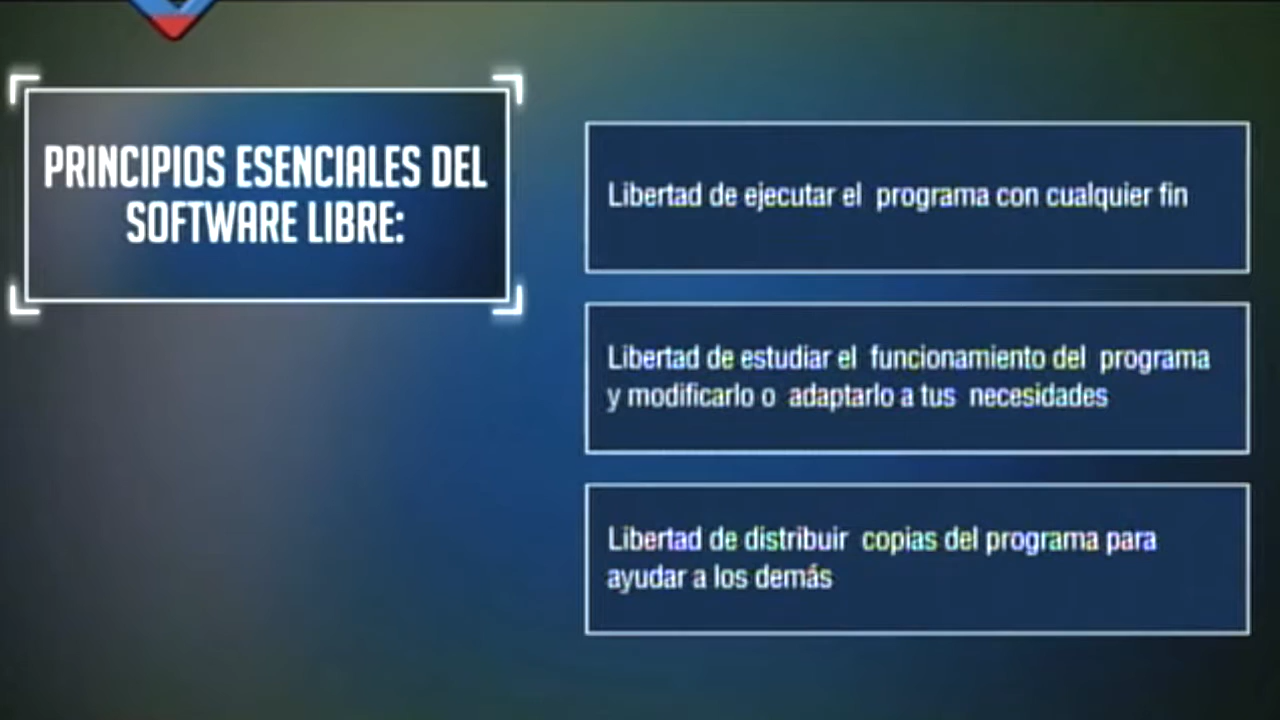 PRINCIPIOS ESENCIALES DEL
SOFTWARE LIBRE:
Libertad de ejecutar el programa con cualquier fin
Libertad de estudiar el funcionamiento del programa
y modificarlo o adaptarlo a tus necesidades
Libertad de distribuir copias del programa para
ayudar a los demás